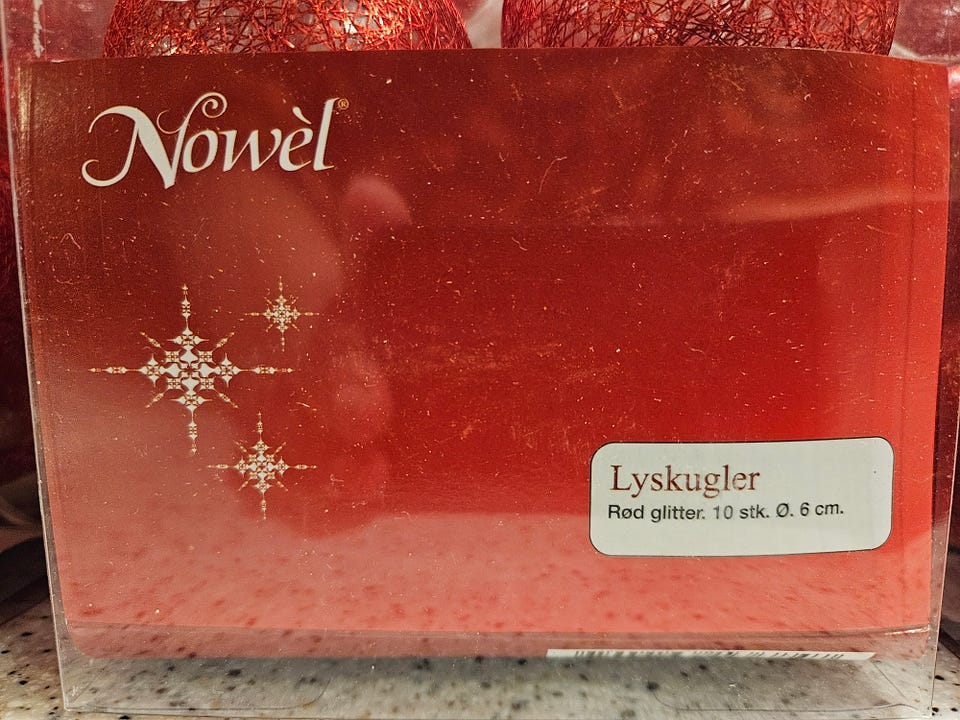 Nowèl®
Lyskugler
Rød glitter. 10 stk. Ø. 6 cm.